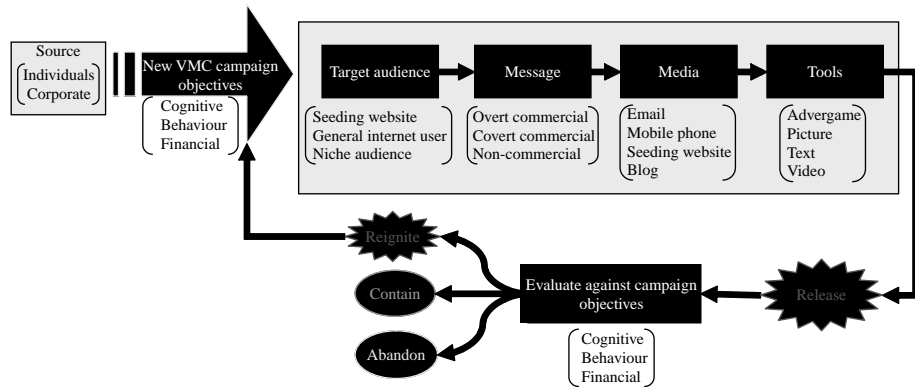 Source
Individuals
Corporate
New VMC campaign
objectives
Cognitive
Behaviour
Financial
Target audience
Seeding website
General internet user
Niche audience
Message
Overt commercial
Covert commercial
Non-commercial
Media
Email
Mobile phone
Seeding website
Blog
Tools
Advergame
Picture
Text
Video
Release
Evaluate against campaign
objectives
Cognitive
Behaviour
Financial
Reignite
Contain
Abandon